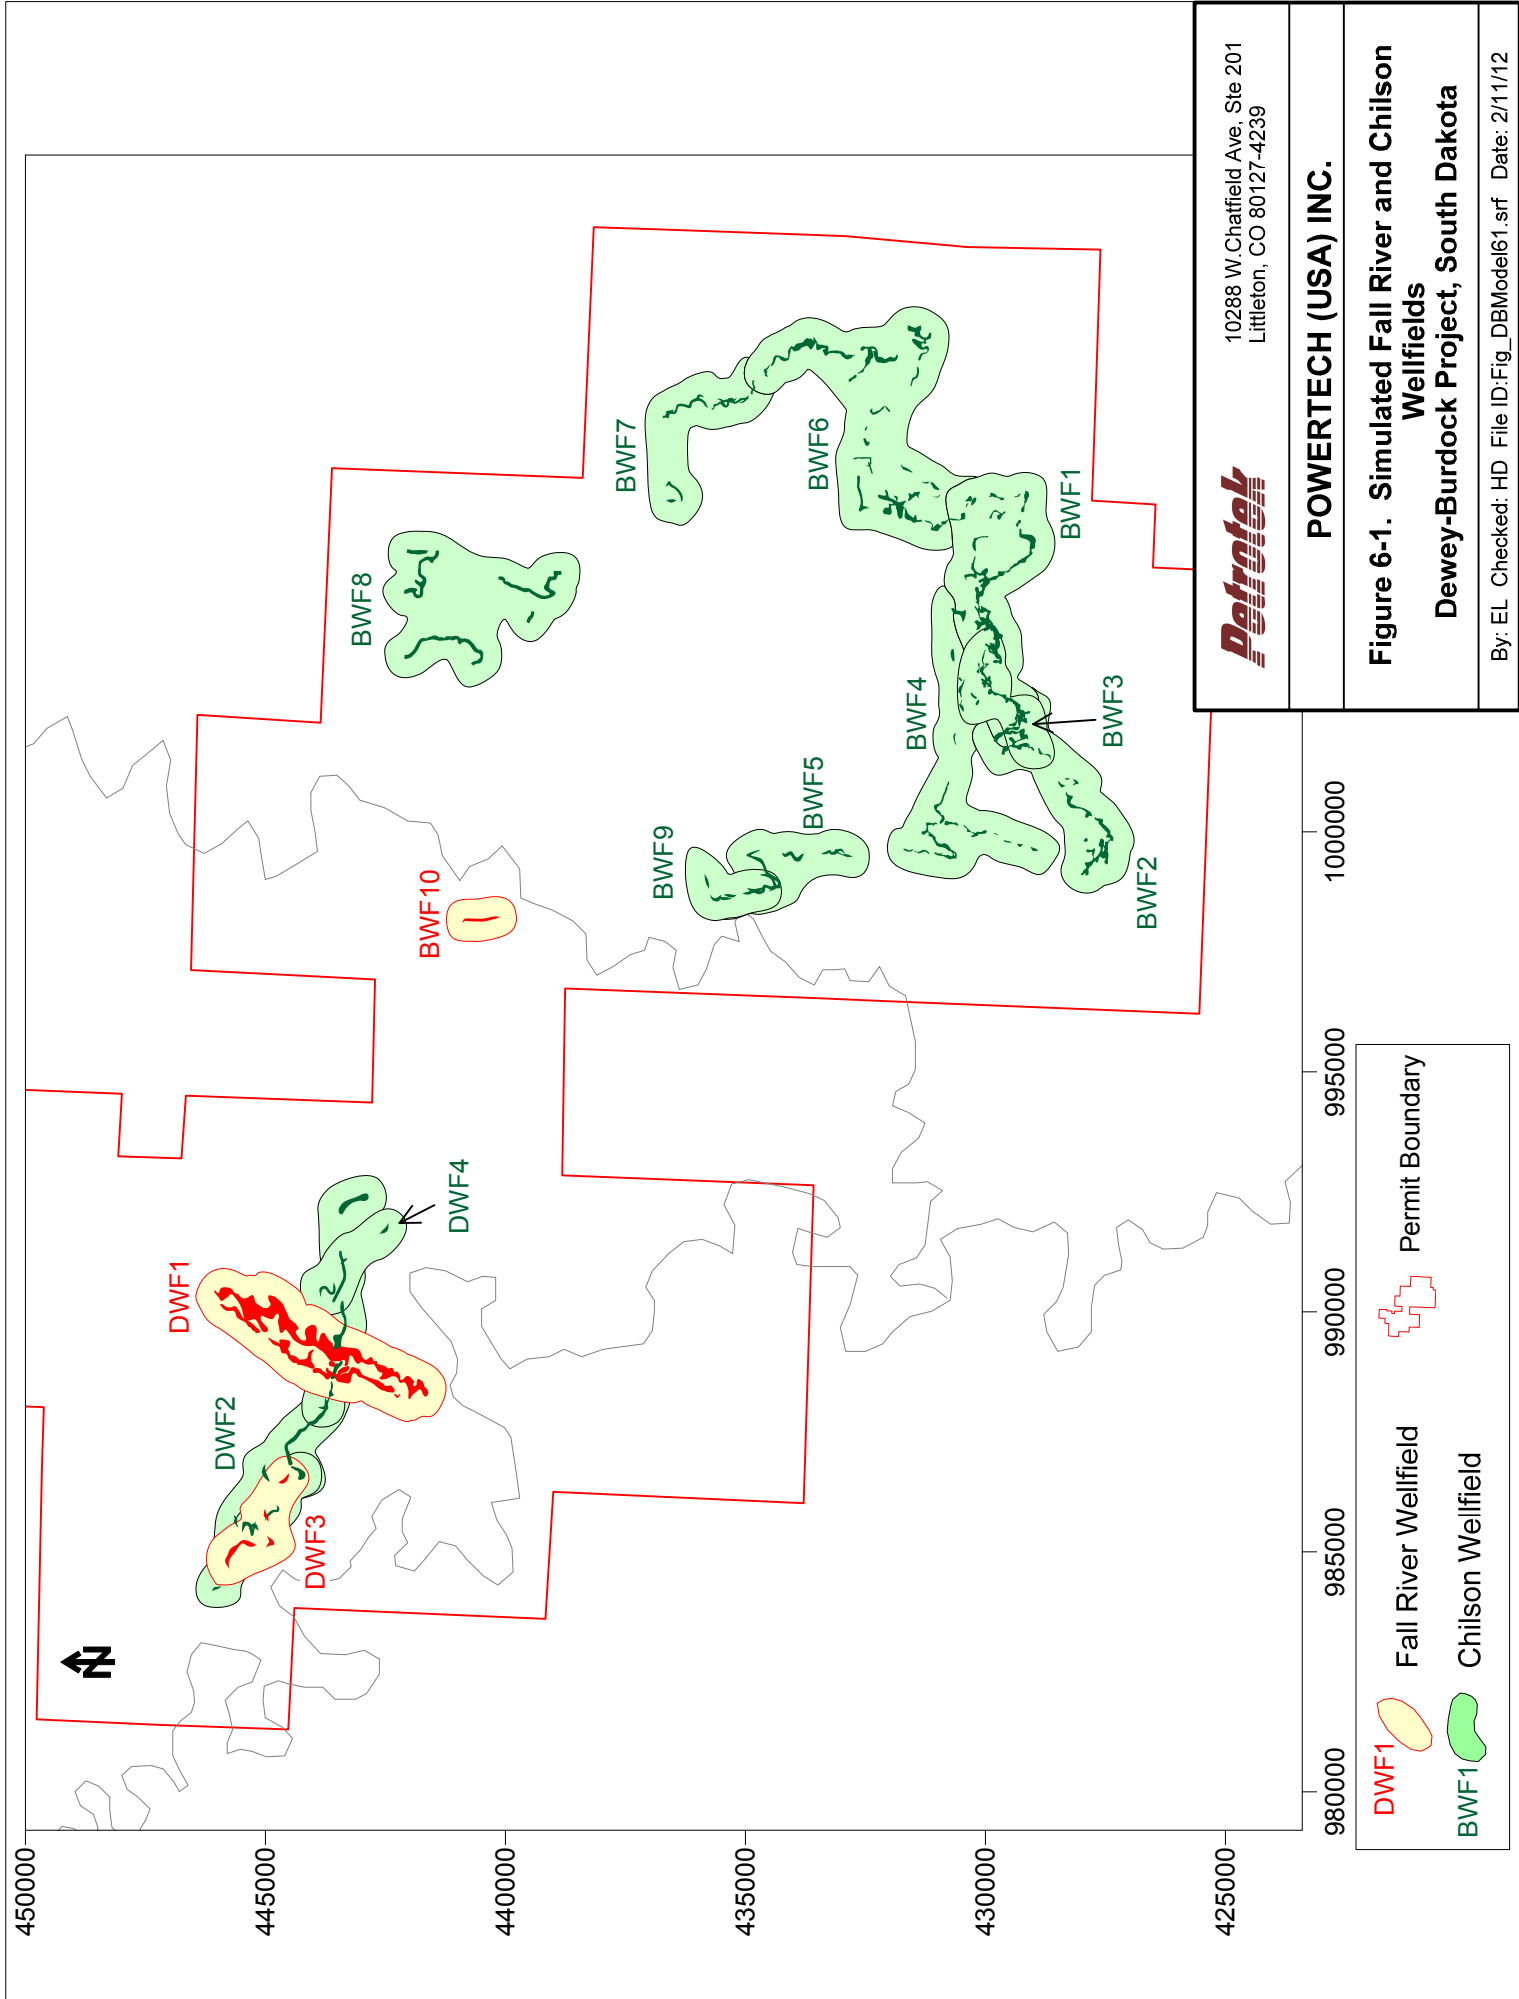 450000
445000
440000
435000
430000
425000
980000
985000
990000
995000
1000000
N
DWF1
DWF2
DWF3
DWF4
BWF10
BWF8
BWF7
BWF6
BWF9
BWF5
BWF4
BWF1
BWF3
BWF2
DWF1
Fall River Wellfield
BWF1
Chilson Wellfield
Permit Boundary
Petrotek
10288 W.Chatfield Ave, Ste 201
Littleton, CO 80127-4239
POWERTECH (USA) INC.
Figure 6-1. Simulated Fall River and Chilson
Wellfields
Dewey-Burdock Project, South Dakota
By: EL Checked: HD File ID:Fig_DBModel61.srf Date: 2/11/12